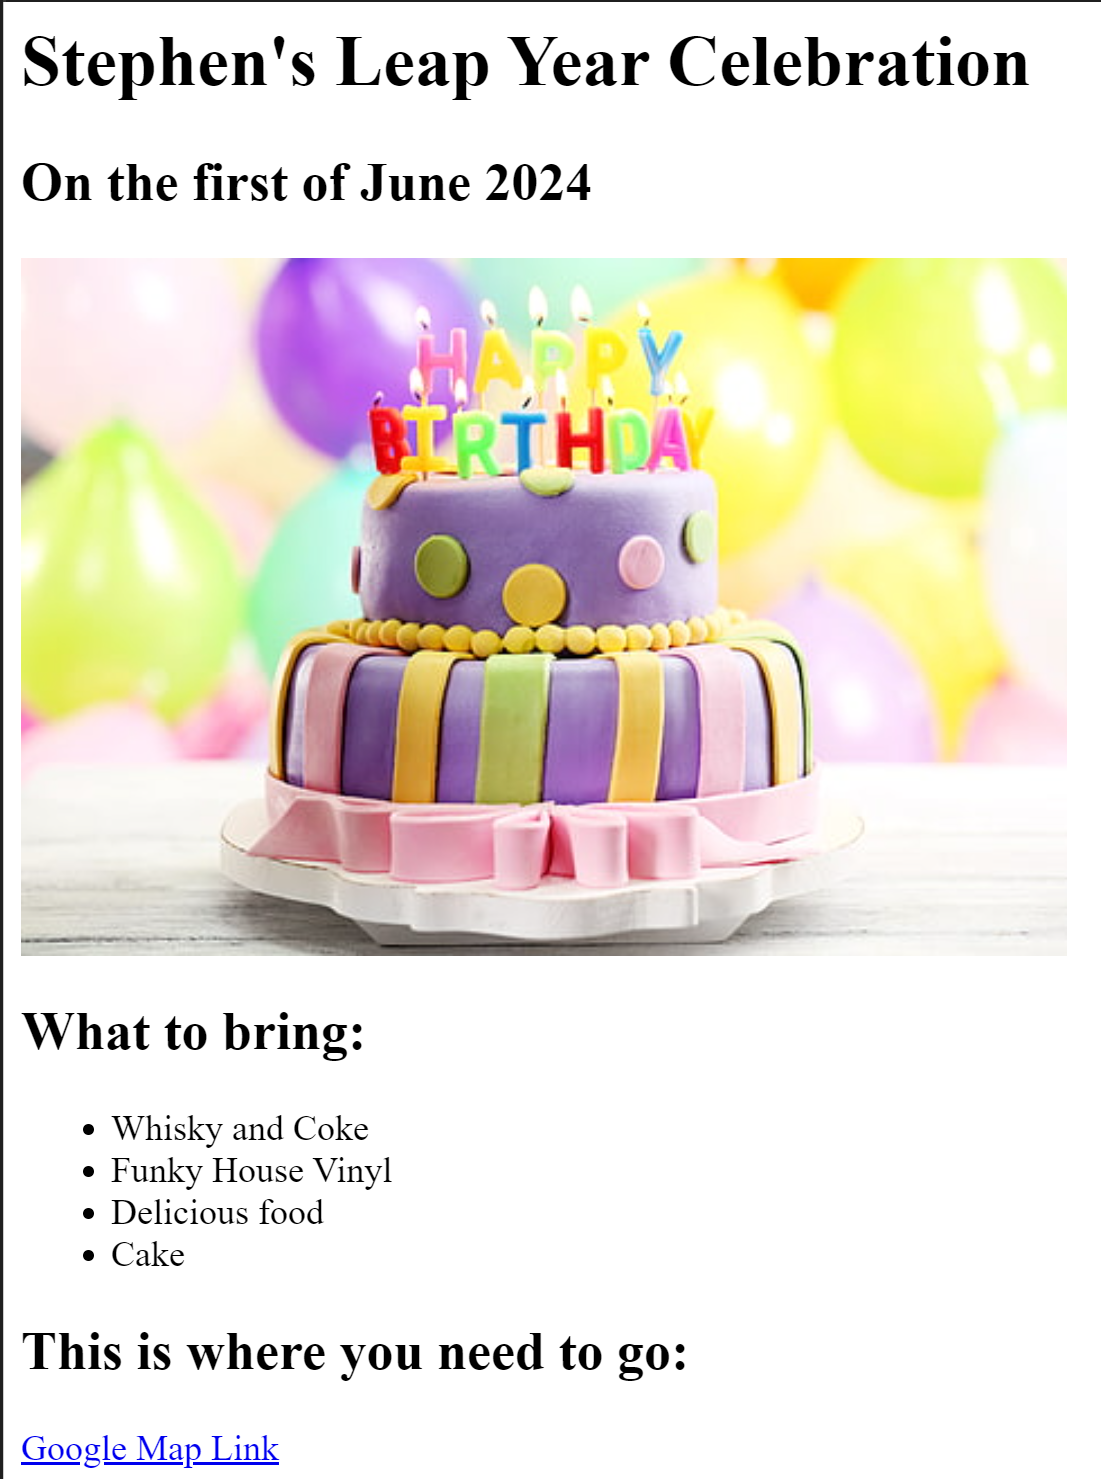 Stephen's Leap Year Celebration
On the first of June 2024
HAPPY
BIRTHDAY
What to bring:
Whisky and Coke
Funky House Vinyl
Delicious food
Cake
This is where you need to go:
Google Map Link